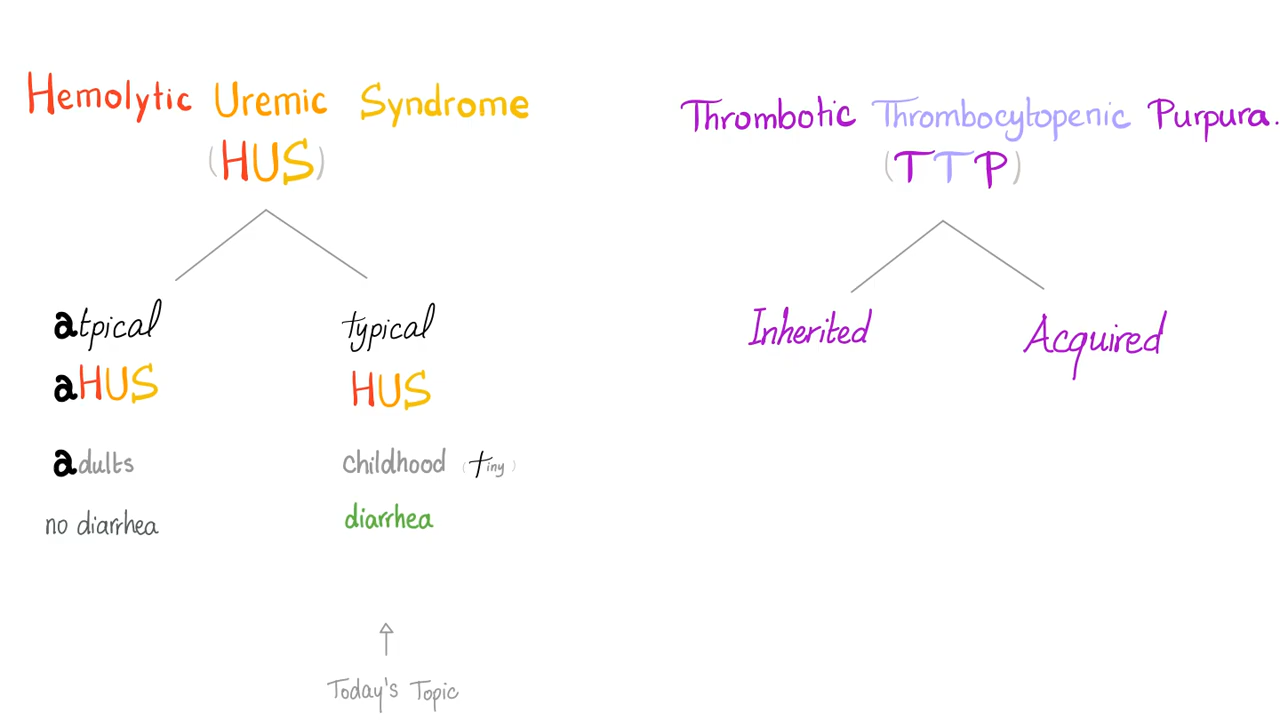 Hemolytic Uremic Syndrome
(HUS)
atpical
aHUS
adults
no diarrhea
typical
HUS
childhood (tiny)
diarrhea
Today's Topic
Thrombotic Thrombocytopenic Purpura.
(TTP)
Inherited
Acquired